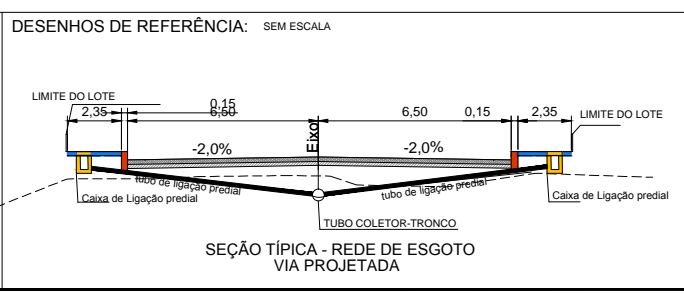 DESENHOS DE REFERÊNCIA: SEM ESCALA
LIMITE DO LOTE
2,35 0,15 6,50 Eixo 6,50 0,15 2,35 LIMITE DO LOTE
-2,0% -2,0%
tubo de ligação predial tubo de ligação predial
Caixa de Ligação predial Caixa de Ligação predial
TUBO COLETOR-TRONCO
SEÇÃO TÍPICA - REDE DE ESGOTO
VIA PROJETADA